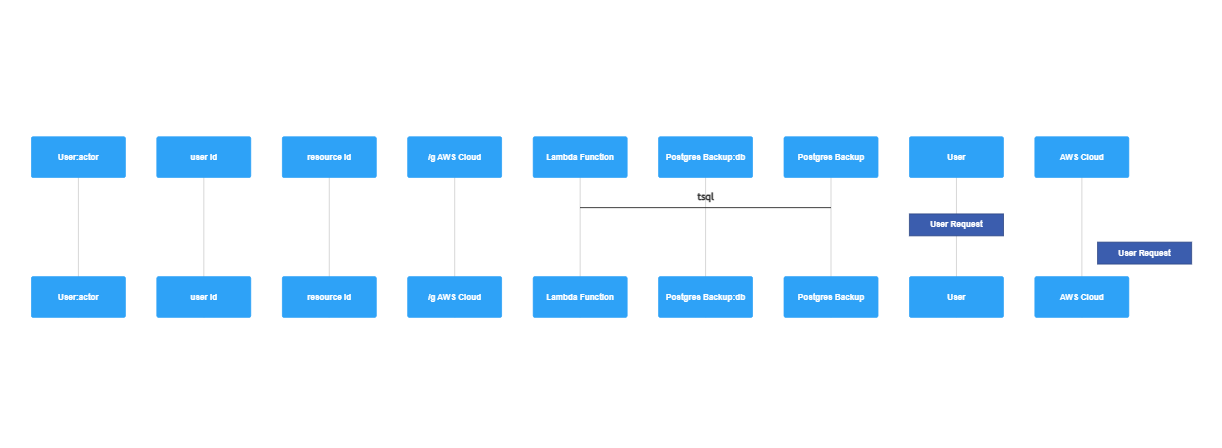 User:actor
user id
resource id
/g AWS Cloud
Lambda Function
Postgres Backup:db
Postgres Backup
User
AWS Cloud
tsql
User Request
User Request
User:actor
user id
resource id
/g AWS Cloud
Lambda Function
Postgres Backup:db
Postgres Backup
User
AWS Cloud